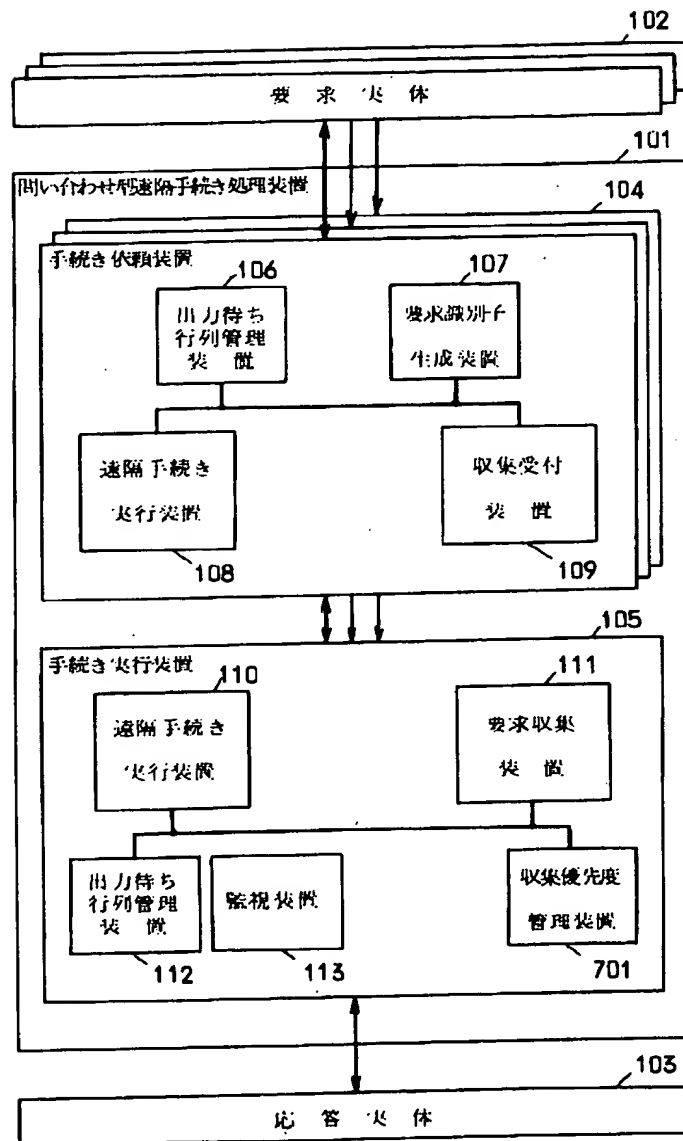 102
要求実体
101
問い合わせ型遠隔手続き処理装置
104
手続き依頼装置
106
107
出力待ち
行列管理
装置
要求識別子
生成装置
遠隔手続き
実行装置
収集受付
装置
108
109
105
手続き実行装置
110
111
遠隔手続き
実行装置
要求収集
装置
出力待ち
行列管理
装置
監視装置
収集優先度
管理装置
112
113
701
103
応答実体